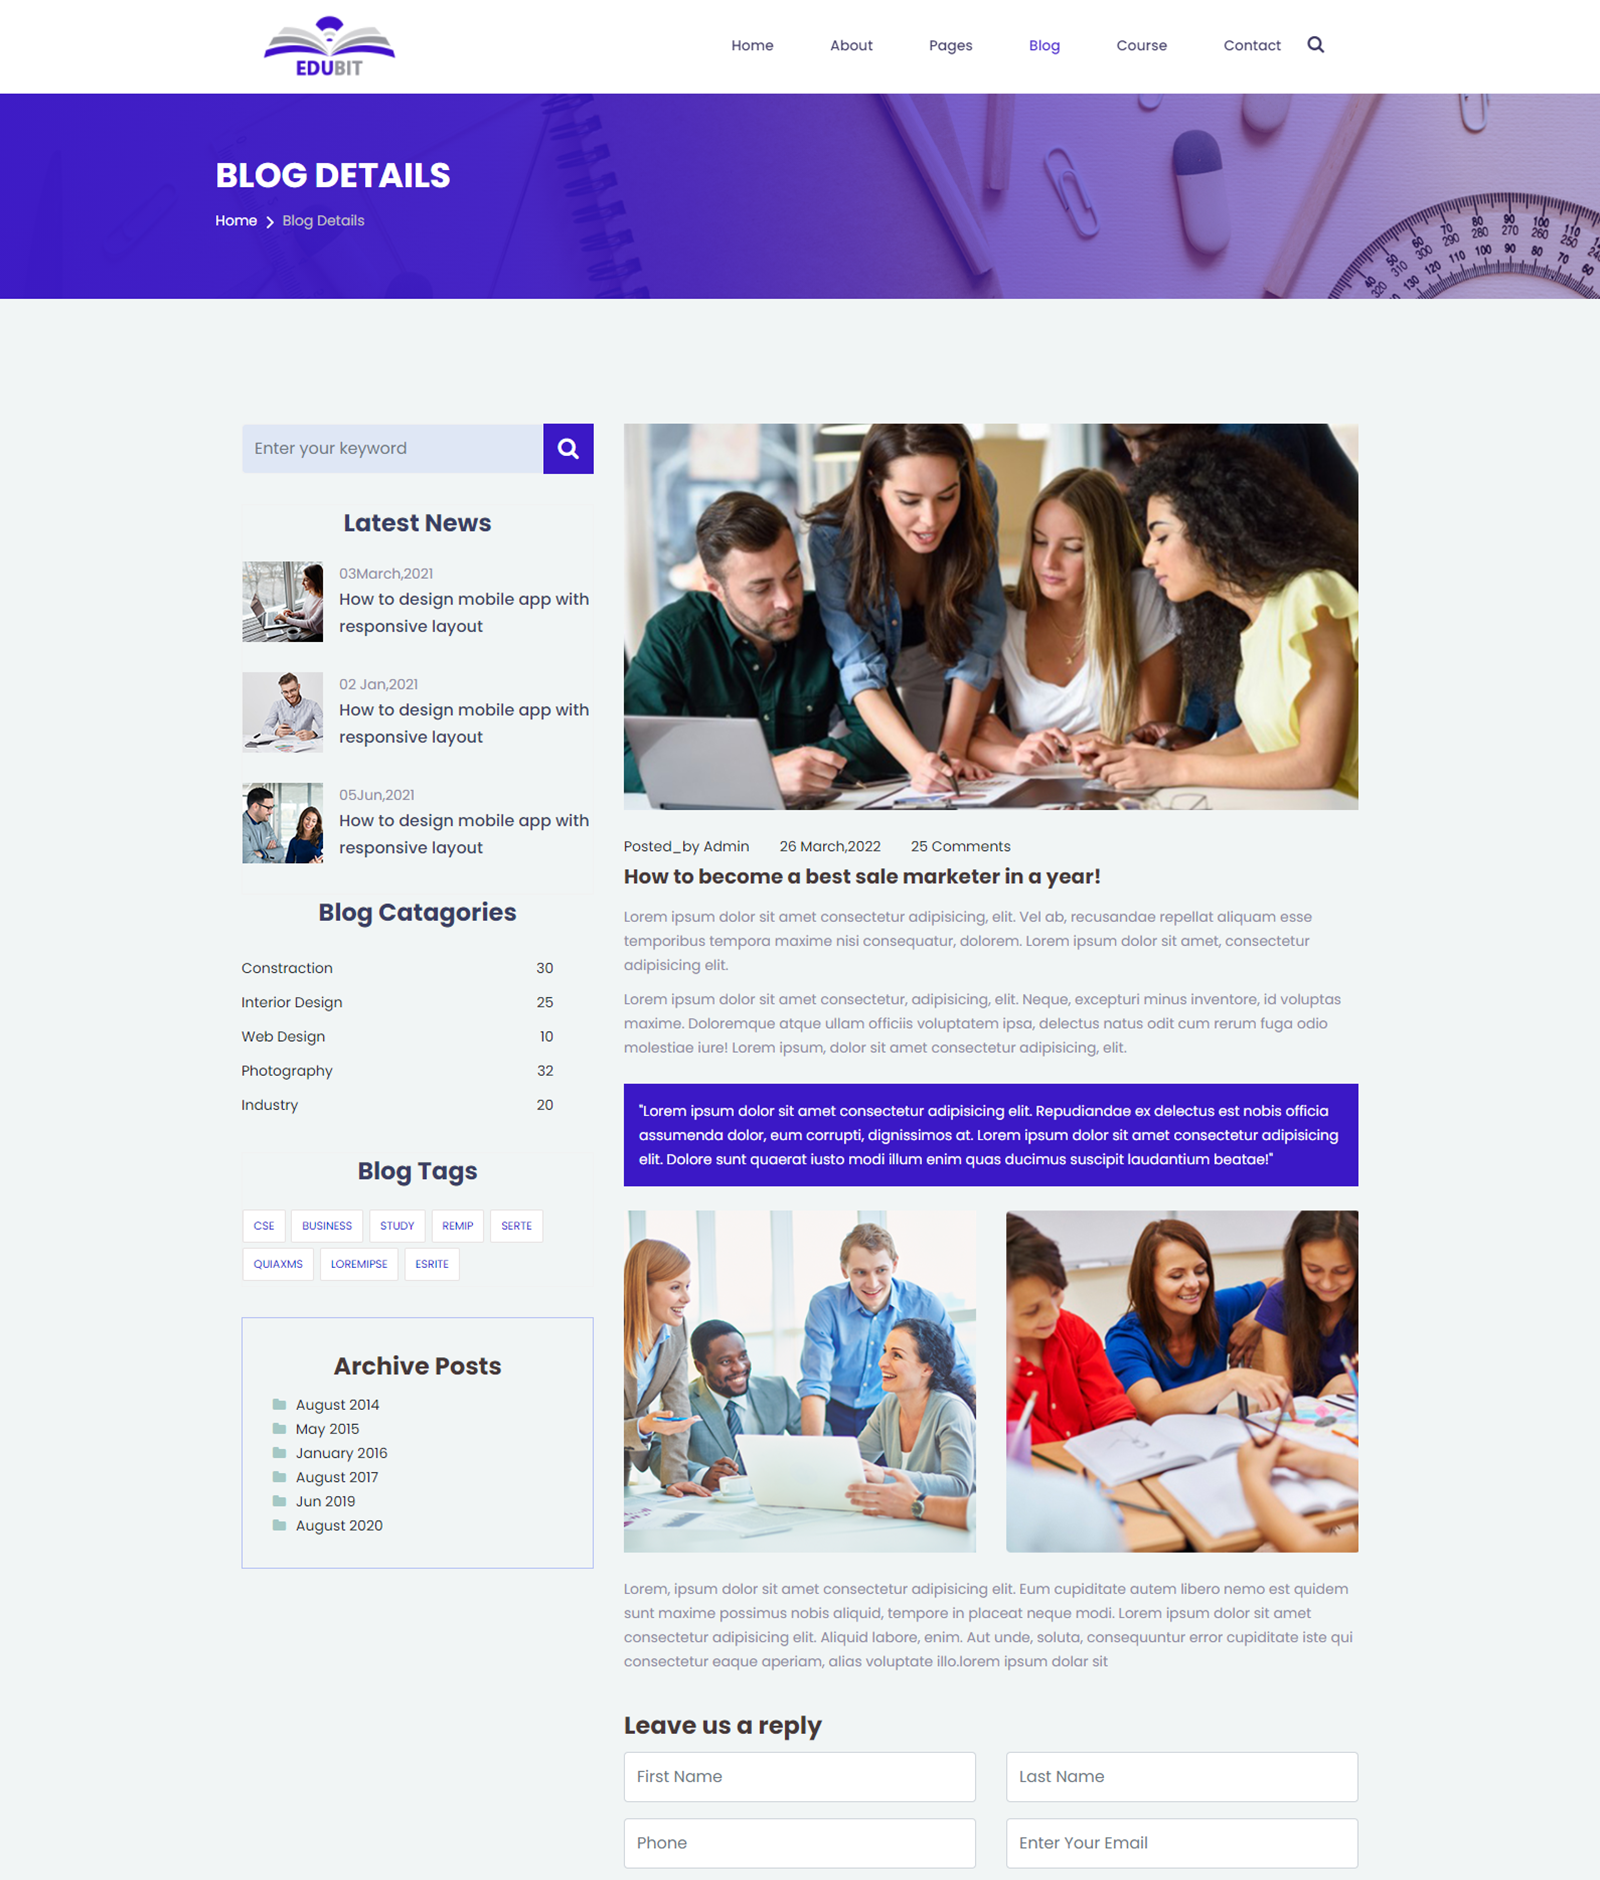 EDUBIT
Home
About
Pages
Blog
Course
Contact
BLOG DETAILS
Home
Blog Details
Enter your keyword
Latest News
03March,2021
How to design mobile app with
responsive layout
02 Jan,2021
How to design mobile app with
responsive layout
05Jun,2021
How to design mobile app with
responsive layout
Blog Catagories
Constraction 30
Interior Design 25
Web Design 10
Photography 32
Industry 20
Blog Tags
CSE BUSINESS STUDY REMIP SERTE
QUIAXMS LOREMIPSE ESRITE
Archive Posts
August 2014
May 2015
January 2016
August 2017
Jun 2019
August 2020
Posted_by Admin 26 March,2022 25 Comments
How to become a best sale marketer in a year!
Lorem ipsum dolor sit amet consectetur adipisicing, elit. Vel ab, recusandae repellat aliquam esse
temporibus tempora maxime nisi consequatur, dolorem. Lorem ipsum dolor sit amet, consectetur
adipisicing elit.
Lorem ipsum dolor sit amet consectetur, adipisicing, elit. Neque, excepturi minus inventore, id voluptas
maxime. Doloremque atque ullam officiis voluptatem ipsa, delectus natus odit cum rerum fuga odio
molestiae iure! Lorem ipsum, dolor sit amet consectetur adipisicing, elit.
"Lorem ipsum dolor sit amet consectetur adipisicing elit. Repudiandae ex delectus est nobis officia
assumenda dolor, eum corrupti, dignissimos at. Lorem ipsum dolor sit amet consectetur adipisicing
elit. Dolore sunt quaerat iusto modi illum enim quas ducimus suscipit laudantium beatae!"
Lorem, ipsum dolor sit amet consectetur adipisicing elit. Eum cupiditate autem libero nemo est quidem
sunt maxime possimus nobis aliquid, tempore in placeat neque modi. Lorem ipsum dolor sit amet
consectetur adipisicing elit. Aliquid labore, enim. Aut unde, soluta, consequuntur error cupiditate iste qui
consectetur eaque aperiam, alias voluptate illo.lorem ipsum dolar sit
Leave us a reply
First Name
Last Name
Phone
Enter Your Email